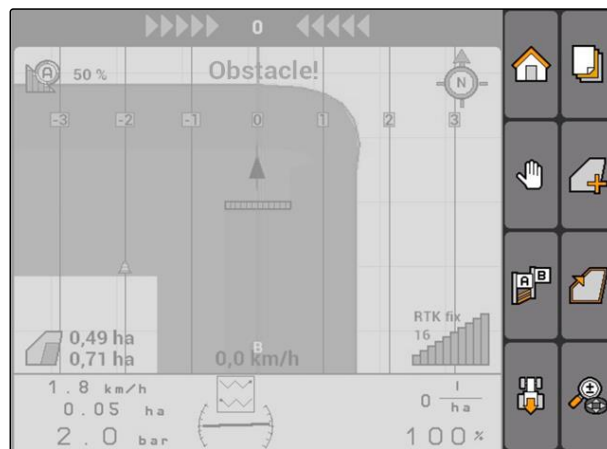 0
A
50 %
Obstacle!
N
-3 -2 -1 0 1 2 3
A B
RTK fix
16
0,49 ha
0,71 ha
B
0,0 km/h
1.8 km/h
0.05 ha
2.0 bar
0 l/ha
100%